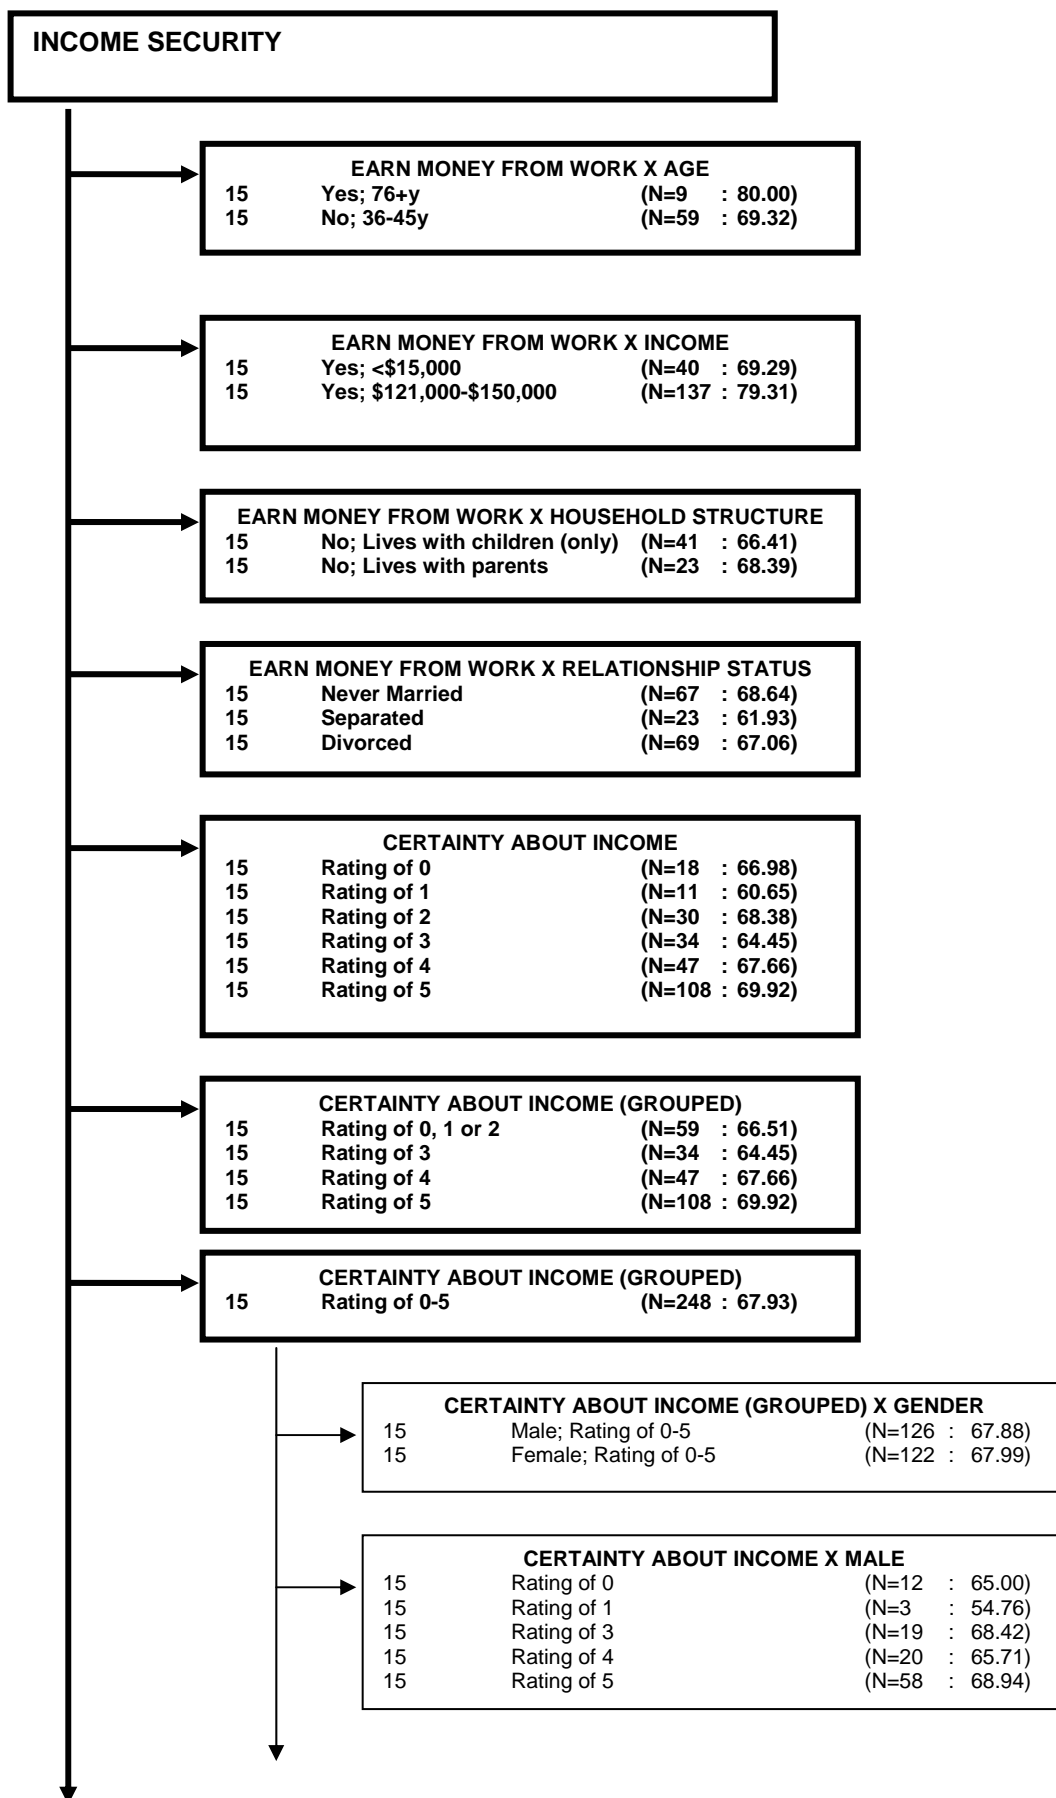 INCOME SECURITY
EARN MONEY FROM WORK X AGE
15 Yes; 76+y (N=9 : 80.00)
15 No; 36-45y (N=59 : 69.32)
EARN MONEY FROM WORK X INCOME
15 Yes; <$15,000 (N=40 : 69.29)
15 Yes; $121,000-$150,000 (N=137 : 79.31)
EARN MONEY FROM WORK X HOUSEHOLD STRUCTURE
15 No; Lives with children (only) (N=41 : 66.41)
15 No; Lives with parents (N=23 : 68.39)
EARN MONEY FROM WORK X RELATIONSHIP STATUS
15 Never Married (N=67 : 68.64)
15 Separated (N=23 : 61.93)
15 Divorced (N=69 : 67.06)
CERTAINTY ABOUT INCOME
15 Rating of 0 (N=18 : 66.98)
15 Rating of 1 (N=11 : 60.65)
15 Rating of 2 (N=30 : 68.38)
15 Rating of 3 (N=34 : 64.45)
15 Rating of 4 (N=47 : 67.66)
15 Rating of 5 (N=108 : 69.92)
CERTAINTY ABOUT INCOME (GROUPED)
15 Rating of 0, 1 or 2 (N=59 : 66.51)
15 Rating of 3 (N=34 : 64.45)
15 Rating of 4 (N=47 : 67.66)
15 Rating of 5 (N=108 : 69.92)
CERTAINTY ABOUT INCOME (GROUPED)
15 Rating of 0-5 (N=248 : 67.93)
CERTAINTY ABOUT INCOME (GROUPED) X GENDER
15 Male; Rating of 0-5 (N=126 : 67.88)
15 Female; Rating of 0-5 (N=122 : 67.99)
CERTAINTY ABOUT INCOME X MALE
15 Rating of 0 (N=12 : 65.00)
15 Rating of 1 (N=3 : 54.76)
15 Rating of 3 (N=19 : 68.42)
15 Rating of 4 (N=20 : 65.71)
15 Rating of 5 (N=58 : 68.94)